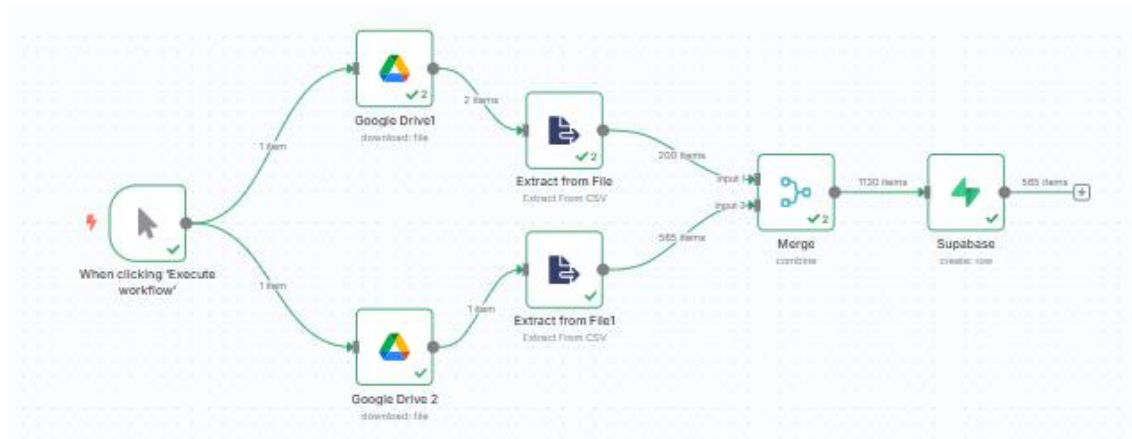 2
Google Drive1
download: file
1 item
2 items
2
Extract from File
Extract From CSV
200 items
Input 1
Input 2
1130 items
565 items
2
Merge
combine
Supabase
create: row
When clicking ‘Execute
workflow’
565 items
1 item
1 item
Extract from File1
Extract From CSV
Google Drive 2
download: file